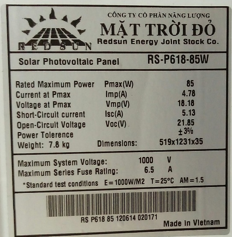 CÔNG TY CỔ PHẦN NĂNG LƯỢNG
MẶT TRỜI ĐỎ
REDSUN Redsun Energy Joint Stock Co.
Solar Photovoltaic Panel RS-P618-85W
Rated Maximum Power Pmax(W) 85
Current at Pmax Imp(A) 4.78
Voltage at Pmax Vmp(V) 18.18
Short-Circuit current Isc(A) 5.13
Open-Circuit Voltage Voc(V) 21.85
Power Tolerance ±3%
Weight: 7.8 kg Dimensions: 519x1231x35
Maximum System Voltage: 1000 V
Maximum Series Fuse Rating: 6.5 A
*Standard test conditions E=1000W/M2 T=25°C AM=1.5
RS P618 85 120614 020171
Made in Vietnam